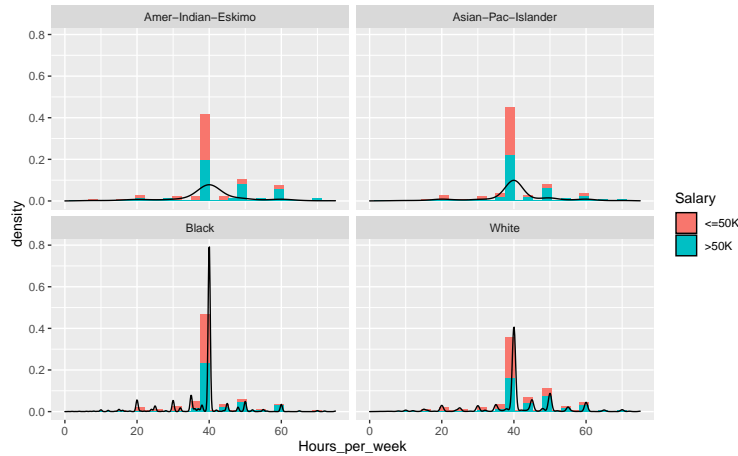 Amer−Indian−Eskimo
Asian−Pac−Islander
0.8
0.6
0.4
0.2
0.0
Black
White
0.8
0.6
0.4
0.2
0.0
0
20
40
60
0
20
40
60
density
Hours_per_week
Salary
<=50K
>50K